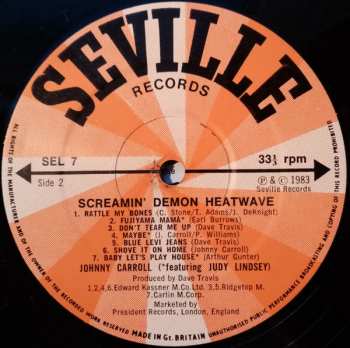 SEVILLE
RECORDS
SEL 7
Side 2
33⅓ rpm
℗ & © 1983
Seville Records
SCREAMIN' DEMON HEATWAVE
1. RATTLE MY BONES (C. Stone/T. Adams/J. DeKnight)
2. FUJIYAMA MAMA* (Earl Burrows)
3. DON'T TEAR ME UP (Dave Travis)
4. MAYBE* (J. Carroll/P. Williams)
5. BLUE LEVI JEANS (Dave Travis)
6. SHOVE IT ON HOME (Johnny Carroll)
7. BABY LET'S PLAY HOUSE* (Arthur Gunter)
JOHNNY CARROLL (*featuring JUDY LINDSEY)
Produced by Dave Travis
1,2,4,6.Edward Kassner M.Co.Ltd. 3,5.Ridgetop M.
7.Carlin M.Corp.
Marketed by
President Records, London, England
ALL RIGHTS OF THE MANUFACTURERS AND OF THE OWNER OF THE RECORDED WORK RESERVED MADE IN GT. BRITAIN UNAUTHORISED PUBLIC PERFORMANCE BROADCASTING AND COPYING OF THIS RECORD PROHIBITED